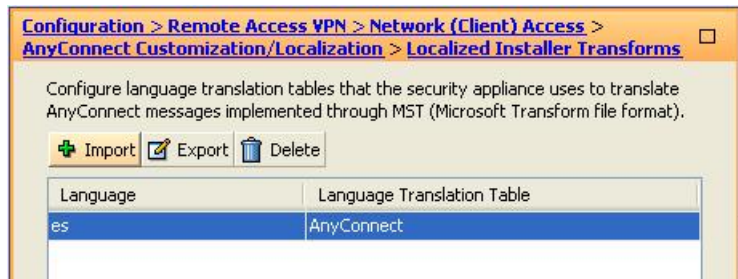 Configuration > Remote Access VPN > Network (Client) Access >
AnyConnect Customization/Localization > Localized Installer Transforms
Configure language translation tables that the security appliance uses to translate
AnyConnect messages implemented through MST (Microsoft Transform file format).
Import Export Delete
Language Language Translation Table
es AnyConnect